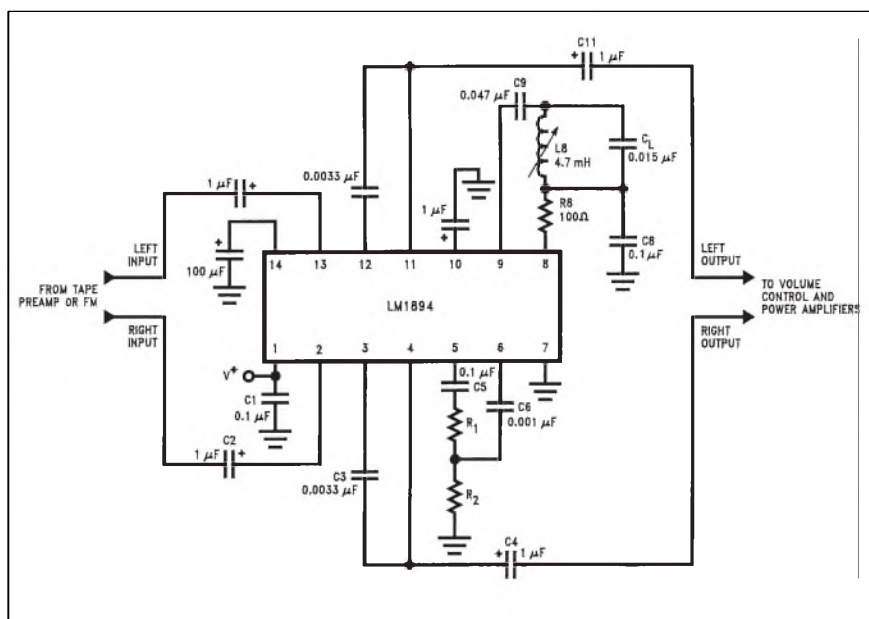 C11
1 μF
C9
0.047 μF
L8
4.7 mH
CL
0.015 μF
0.0033 μF
1 μF
1 μF
R8
100Ω
C8
0.1 μF
100 μF
LEFT
INPUT
14 13 12 11 10 9 8
LEFT
OUTPUT
FROM TAPE
PREAMP OR FM
LM1894
TO VOLUME
CONTROL AND
POWER AMPLIFIERS
RIGHT
INPUT
1 2 3 4 5 6 7
RIGHT
OUTPUT
V+
C1
0.1 μF
0.1 μF
C5
C6
0.001 μF
R1
C2
1 μF
C3
0.0033 μF
R2
C4
1 μF